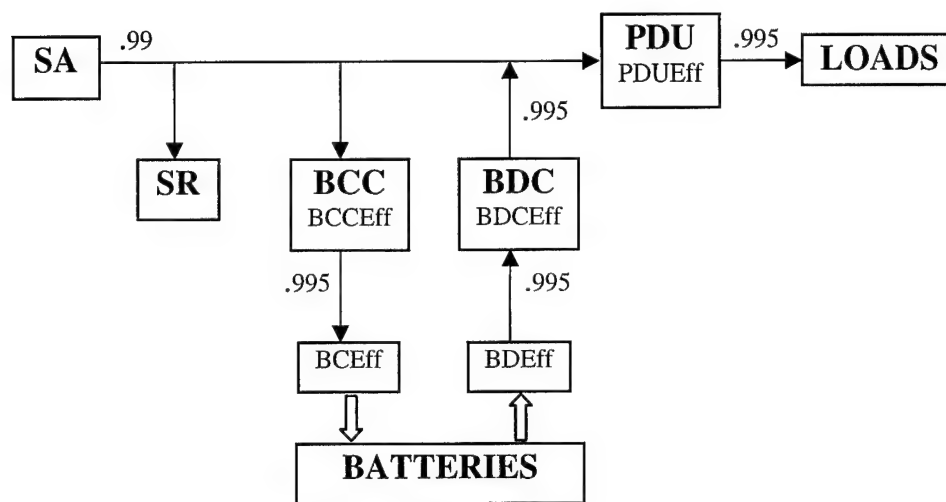 SA
.99
PDU
PDUEff
.995
LOADS
.995
SR
BCC
BCCEff
BDC
BDCEff
.995
.995
BCEff
BDEff
BATTERIES